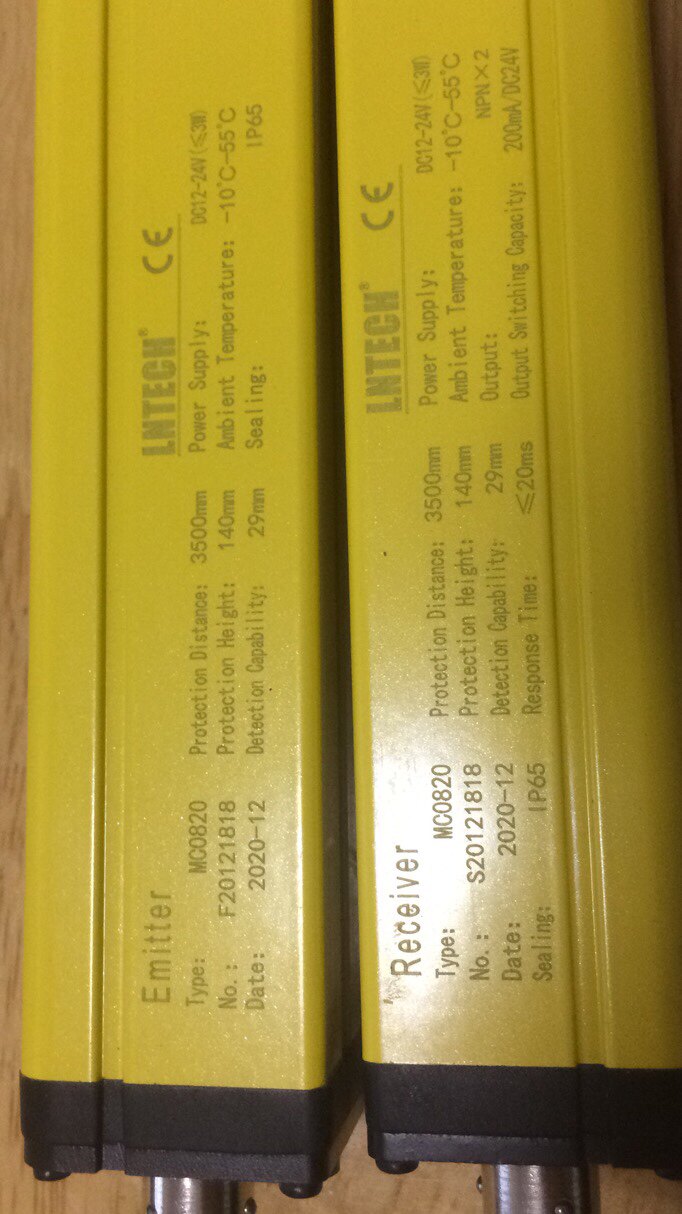 Emitter
Type: MC0820
No.: F20121818
Date: 2020-12
Protection Distance: 3500mm
Protection Height: 140mm
Detection Capability: 29mm
LNTECH® CE
Power Supply: DC12-24V(≤3W)
Ambient Temperature: -10℃-55℃
Sealing: IP65
Receiver
Type: MC0820
No.: S20121818
Date: 2020-12
Sealing: IP65
Protection Distance: 3500mm
Protection Height: 140mm
Detection Capability: 29mm
Response Time: ≤20ms
LNTECH® CE
Power Supply: DC12-24V(≤3W)
Ambient Temperature: -10℃-55℃
Output: NPN×2
Output Switching Capacity: 200mA/DC24V